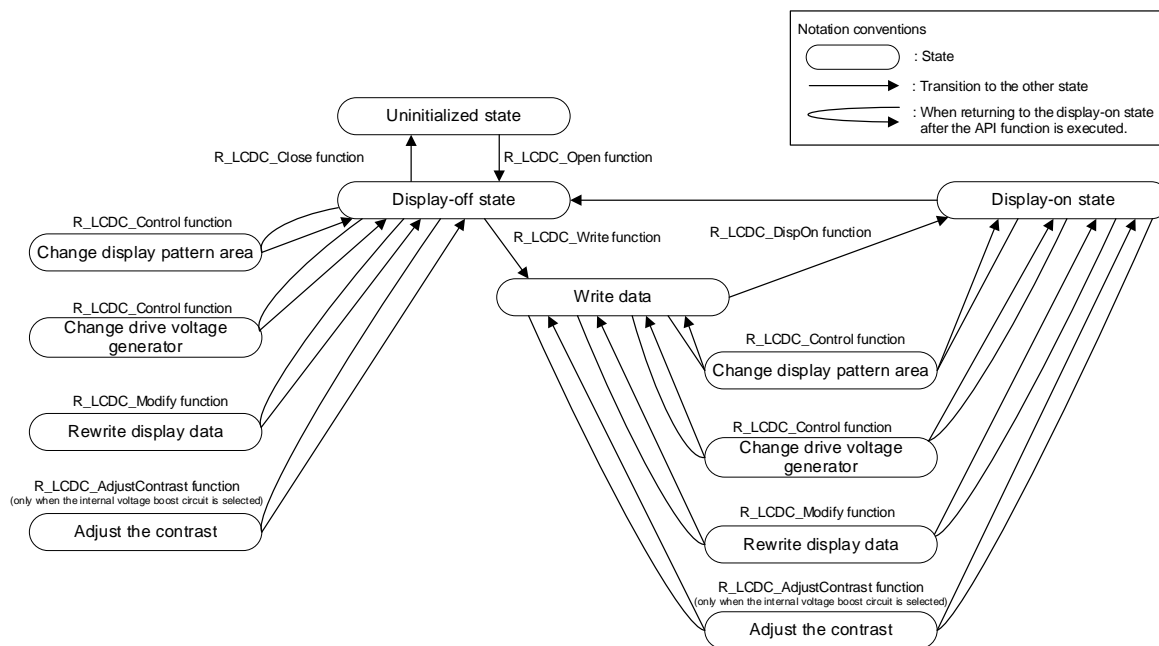 Notation conventions
: State
: Transition to the other state
: When returning to the display-on state
after the API function is executed.
Uninitialized state
R_LCDC_Close function
R_LCDC_Open function
Display-off state
Display-on state
R_LCDC_Control function
Change display pattern area
R_LCDC_Write function
R_LCDC_DispOn function
Write data
R_LCDC_Control function
Change drive voltage
generator
R_LCDC_Control function
Change display pattern area
R_LCDC_Modify function
Rewrite display data
R_LCDC_Control function
Change drive voltage
generator
R_LCDC_AdjustContrast function
(only when the internal voltage boost circuit is selected)
Adjust the contrast
R_LCDC_Modify function
Rewrite display data
R_LCDC_AdjustContrast function
(only when the internal voltage boost circuit is selected)
Adjust the contrast